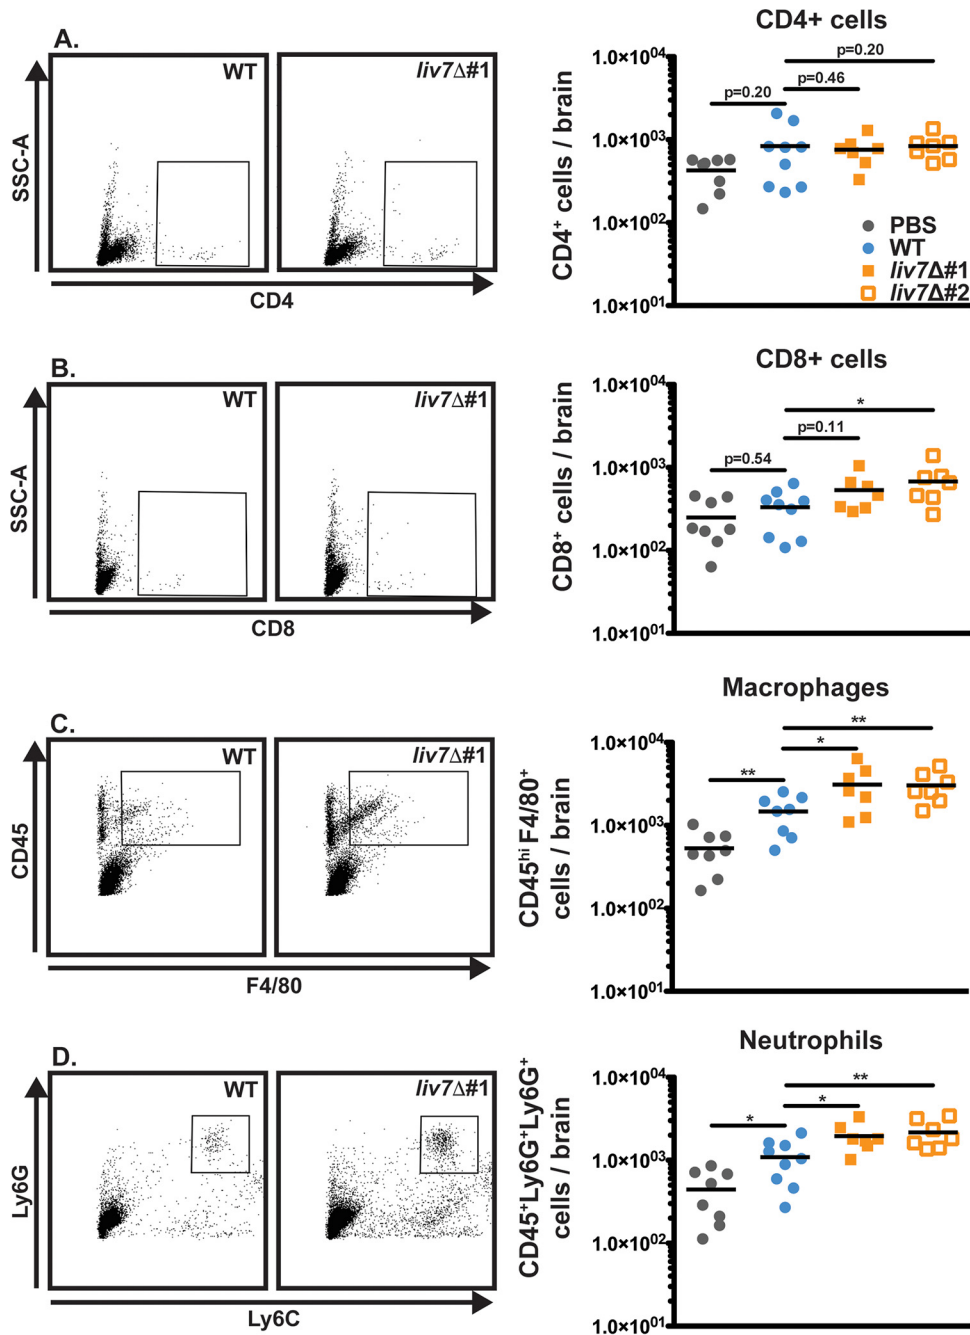 A.
WT
liv7Δ#1
SSC-A
CD4
CD4+ cells
CD4+ cells / brain
1.0×10⁰⁴
1.0×10⁰³
1.0×10⁰²
1.0×10⁰¹
p=0.20
p=0.46
p=0.20
PBS
WT
liv7Δ#1
liv7Δ#2
B.
WT
liv7Δ#1
SSC-A
CD8
CD8+ cells
CD8⁺ cells / brain
1.0×10⁰⁴
1.0×10⁰³
1.0×10⁰²
1.0×10⁰¹
*
p=0.11
p=0.54
C.
WT
liv7Δ#1
CD45
F4/80
Macrophages
CD45ʰⁱ F4/80⁺
cells / brain
1.0×10⁰⁴
1.0×10⁰³
1.0×10⁰²
1.0×10⁰¹
**
*
**
D.
WT
liv7Δ#1
Ly6G
Ly6C
Neutrophils
CD45⁺Ly6G⁺Ly6G⁺
cells / brain
1.0×10⁰⁴
1.0×10⁰³
1.0×10⁰²
1.0×10⁰¹
**
*
*